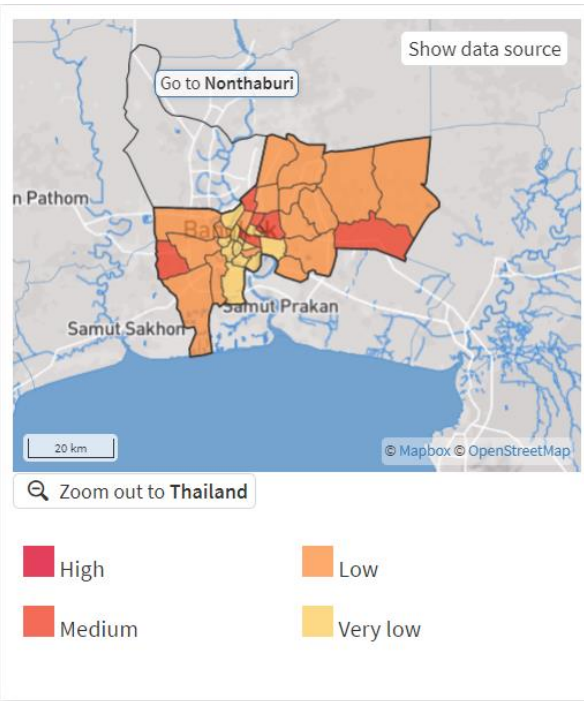 Show data source
Go to Nonthaburi
n Pathom
Bangkok
Samut Prakan
Samut Sakhon
20 km
© Mapbox © OpenStreetMap
Zoom out to Thailand
High
Low
Medium
Very low